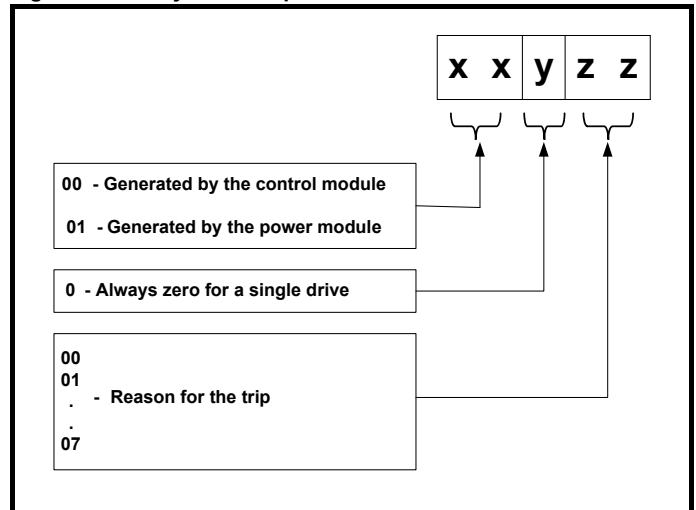 x x y z z
00 - Generated by the control module
01 - Generated by the power module
0 - Always zero for a single drive
00
01
.
- Reason for the trip
.
07